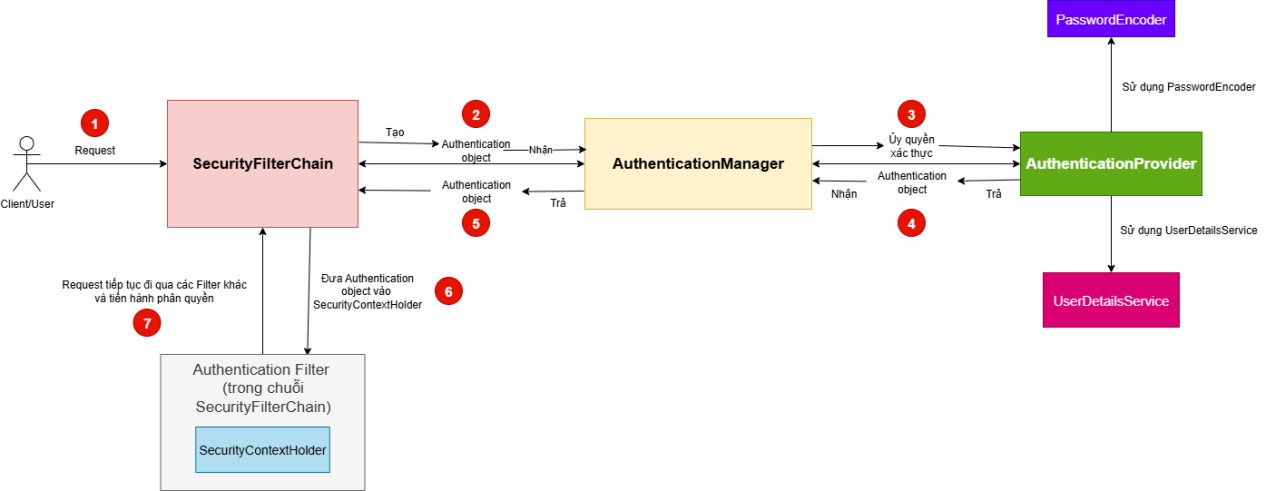 PasswordEncoder
Sử dụng PasswordEncoder
1
Request
Client/User
SecurityFilterChain
Tạo
2
Authentication
object
Nhận
AuthenticationManager
3
Ủy quyền
xác thực
AuthenticationProvider
Authentication
object
Trả
5
Authentication
object
Nhận
Trả
4
Sử dụng UserDetailsService
UserDetailsService
Request tiếp tục đi qua các Filter khác
và tiến hành phân quyền
7
Đưa Authentication
object vào
SecurityContextHolder
6
Authentication Filter
(trong chuỗi
SecurityFilterChain)
SecurityContextHolder